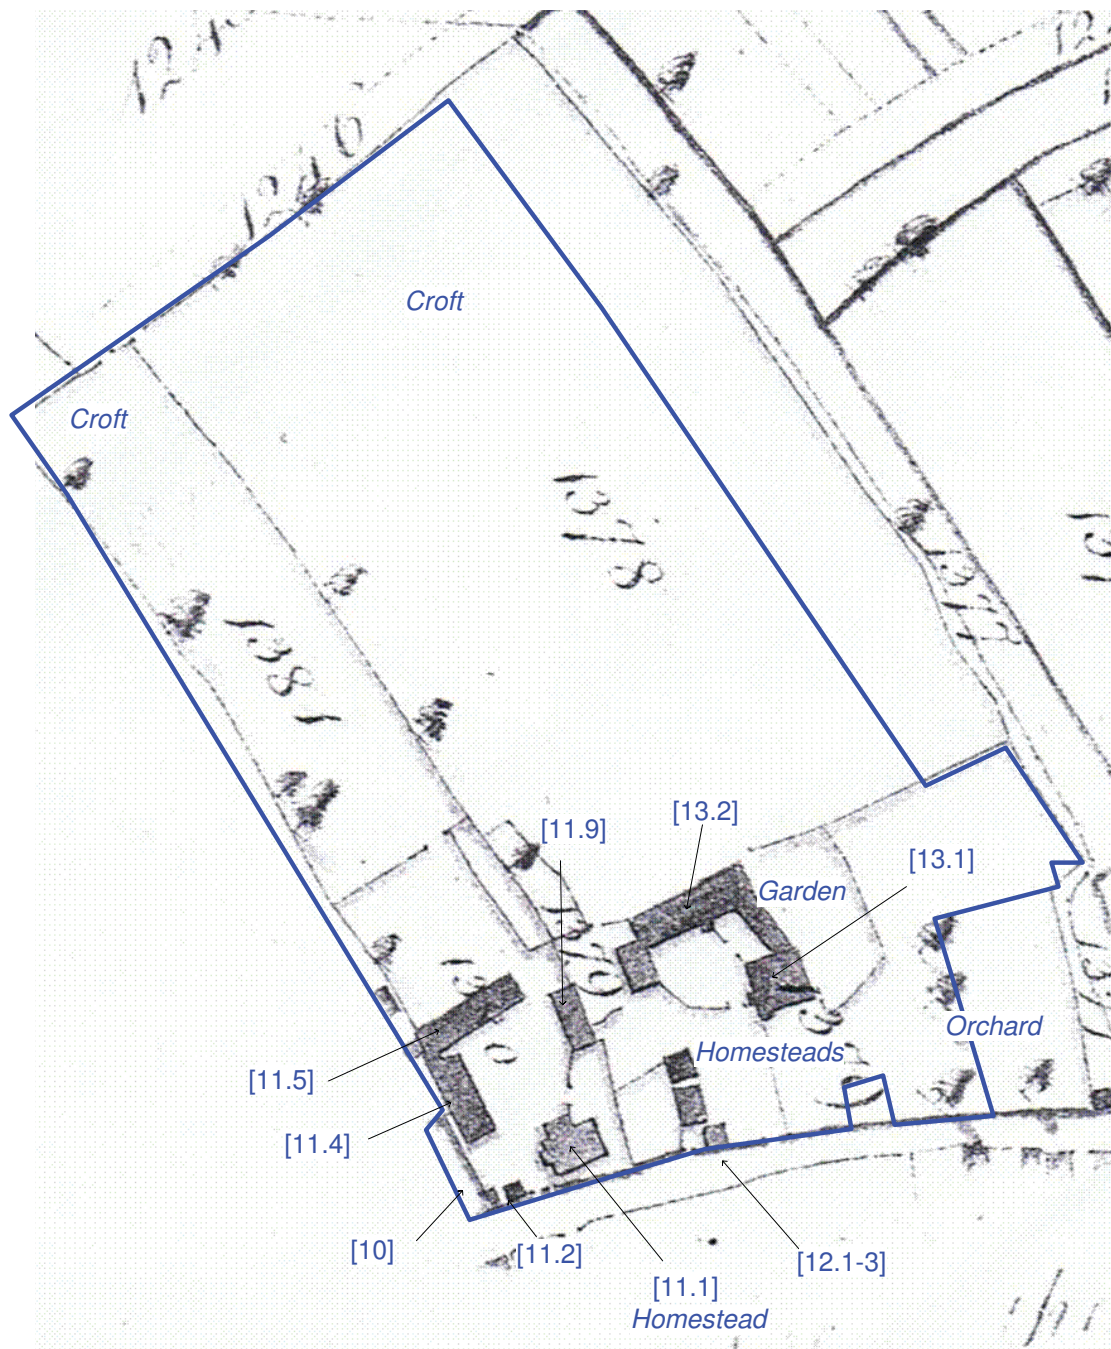 1240
Croft
Croft
1378
1377
1381
[13.2]
[11.9]
[13.1]
Garden
Orchard
Homesteads
[11.5]
[11.4]
[10]
[11.2]
[12.1-3]
[11.1]
Homestead